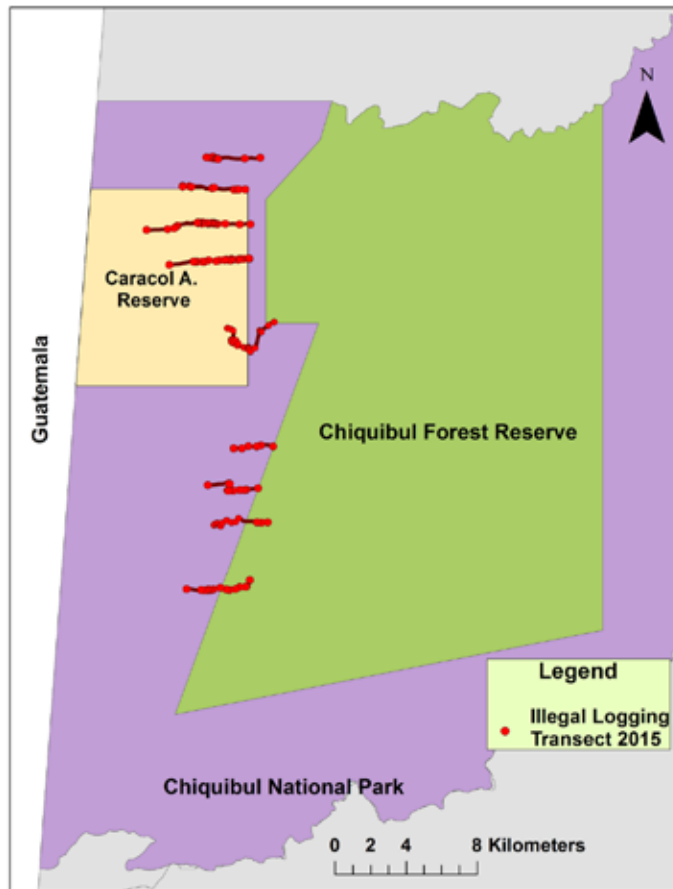 N
Caracol A.
Reserve
Guatemala
Chiquibul Forest Reserve
Legend
Illegal Logging
Transect 2015
Chiquibul National Park
0 2 4 8 Kilometers